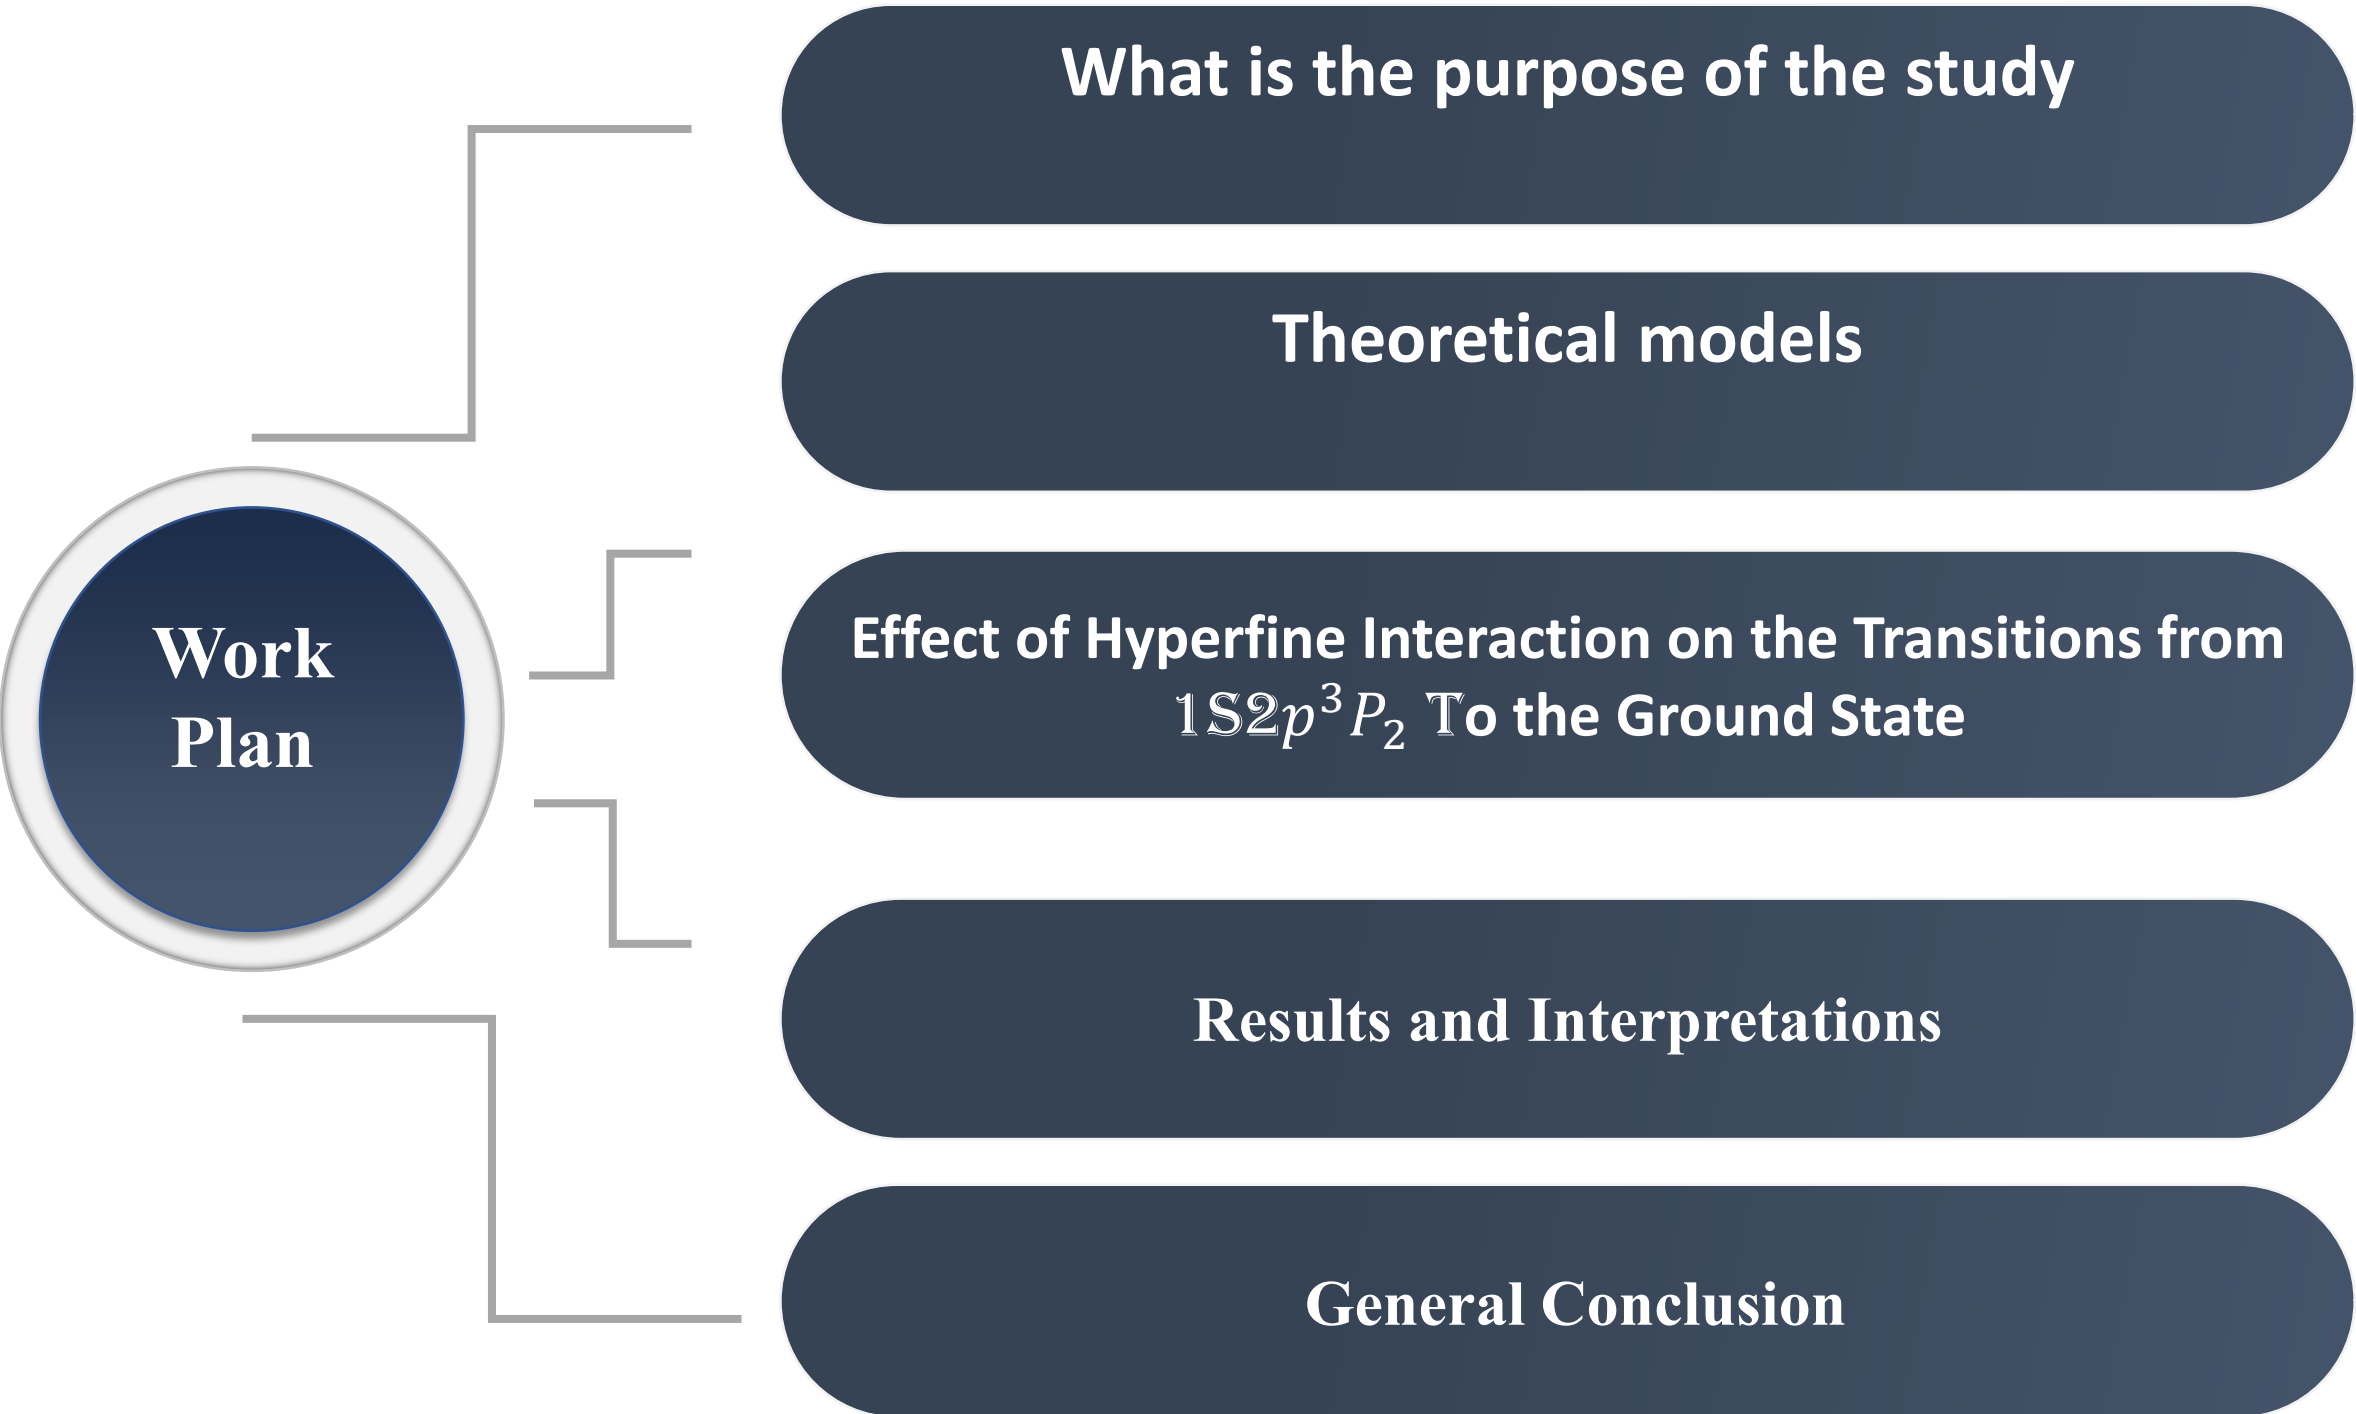 What is the purpose of the study
Theoretical models
Work
Plan
Effect of Hyperfine Interaction on the Transitions from
1S2p³P₂ To the Ground State
Results and Interpretations
General Conclusion